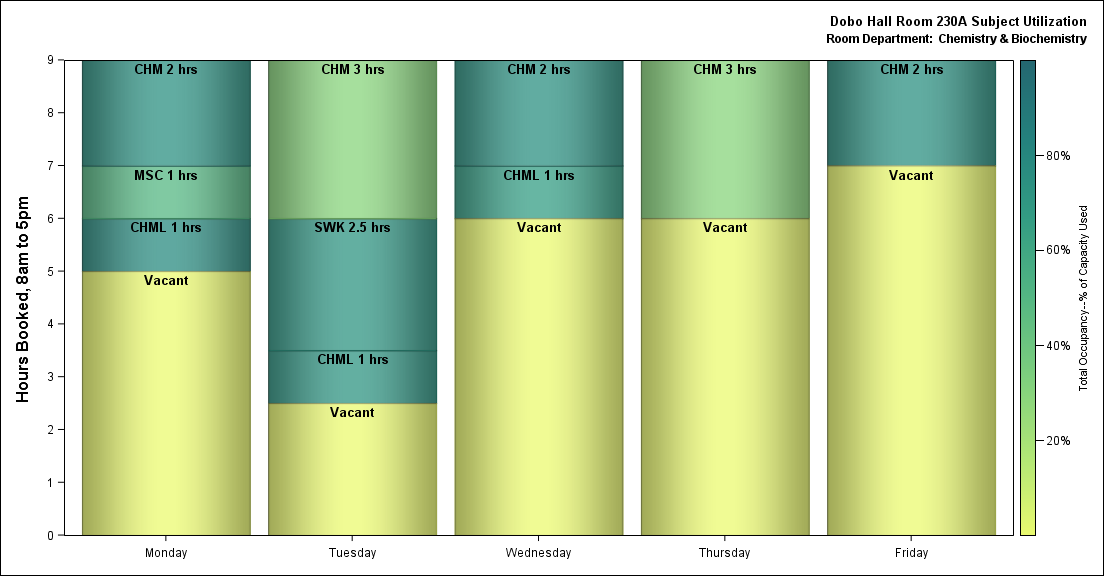 Dobo Hall Room 230A Subject Utilization
Room Department: Chemistry & Biochemistry
Hours Booked, 8am to 5pm
9
8
7
6
5
4
3
2
1
0
CHM 2 hrs
MSC 1 hrs
CHML 1 hrs
Vacant
CHM 3 hrs
SWK 2.5 hrs
CHML 1 hrs
Vacant
CHM 2 hrs
CHML 1 hrs
Vacant
CHM 3 hrs
Vacant
CHM 2 hrs
Vacant
Monday
Tuesday
Wednesday
Thursday
Friday
80%
60%
40%
20%
Total Occupancy--% of Capacity Used